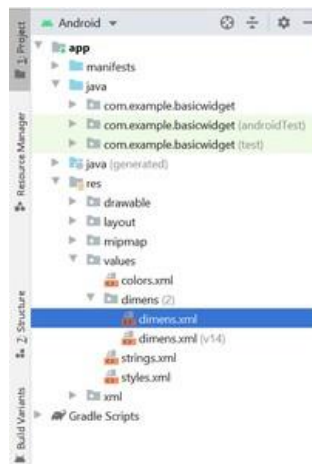 Android
app
manifests
java
com.example.basicwidget
com.example.basicwidget (androidTest)
com.example.basicwidget (test)
java (generated)
res
drawable
layout
mipmap
values
colors.xml
dimens (2)
dimens.xml
dimens.xml (v14)
strings.xml
styles.xml
xml
Gradle Scripts
1: Project
Resource Manager
Z: Structure
Build Variants